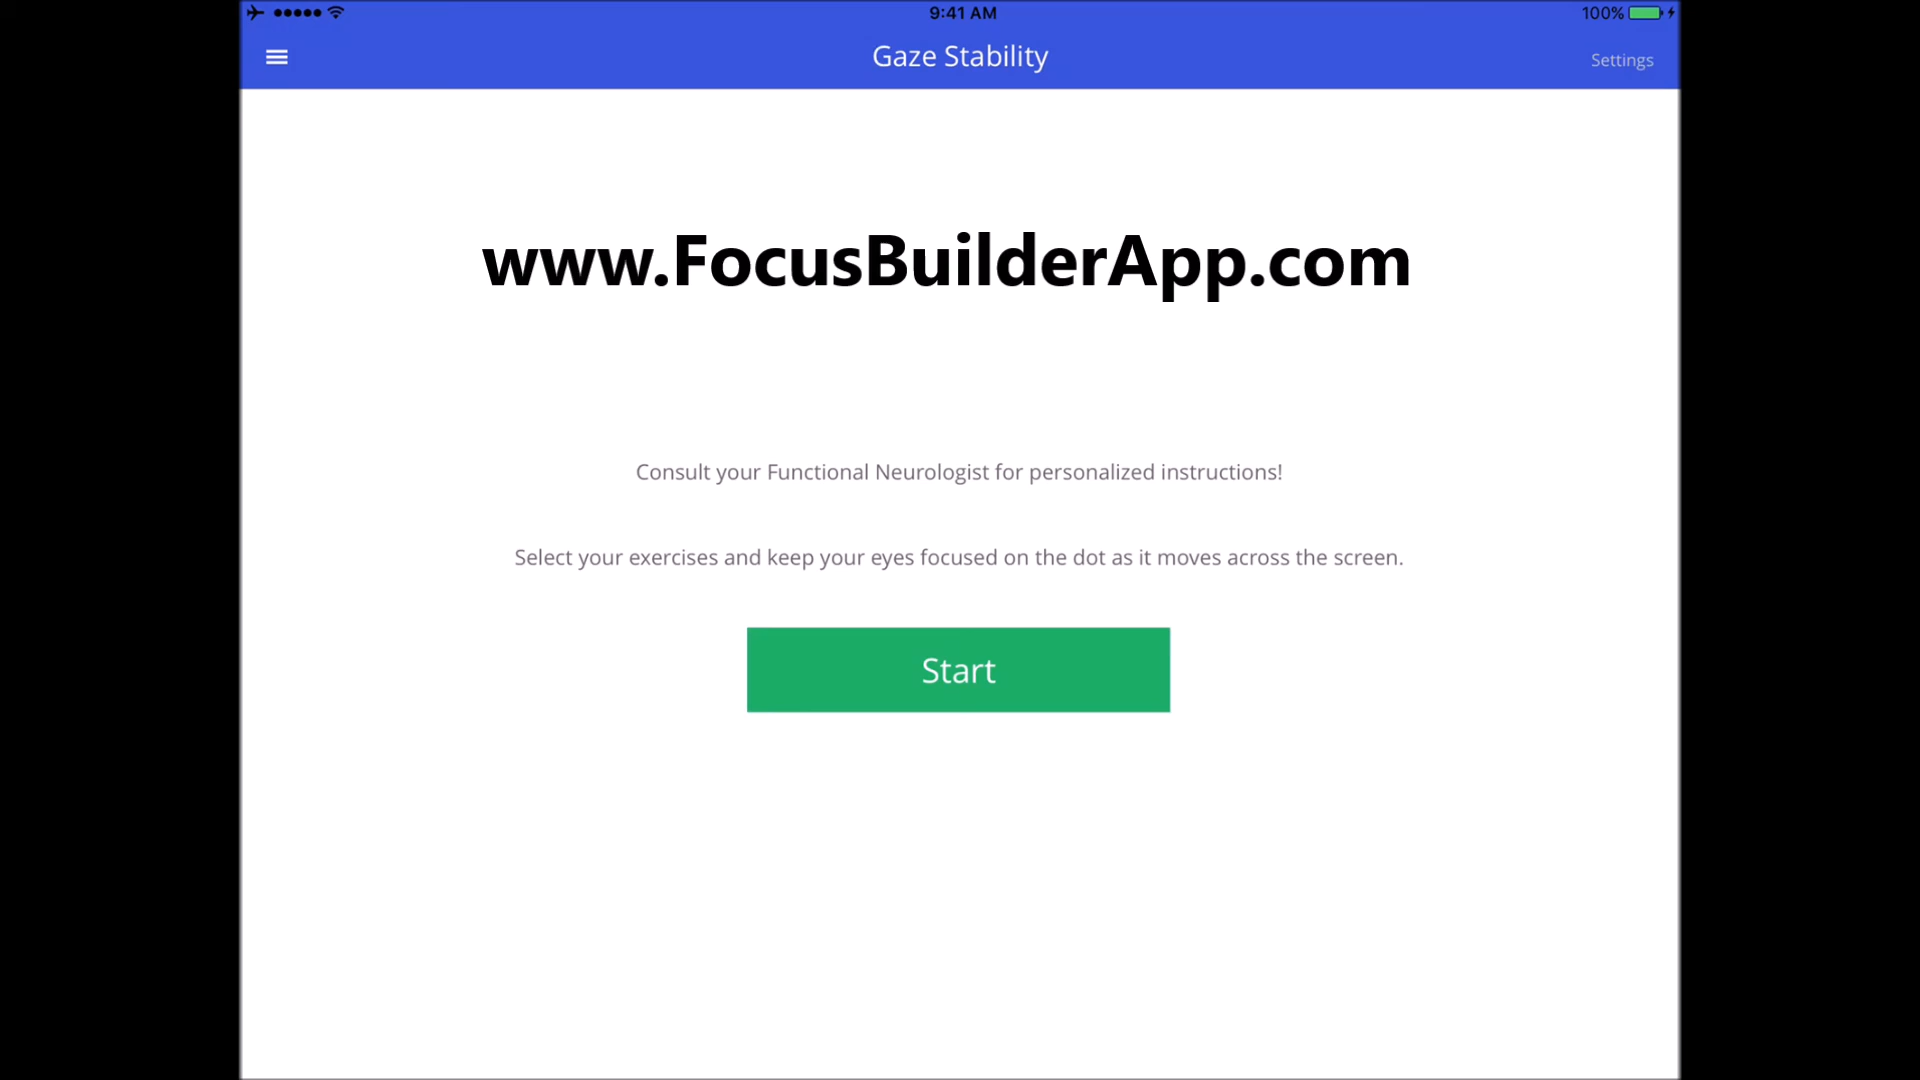 9:41 AM
100%
Gaze Stability
Settings
www.FocusBuilderApp.com
Consult your Functional Neurologist for personalized instructions!
Select your exercises and keep your eyes focused on the dot as it moves across the screen.
Start